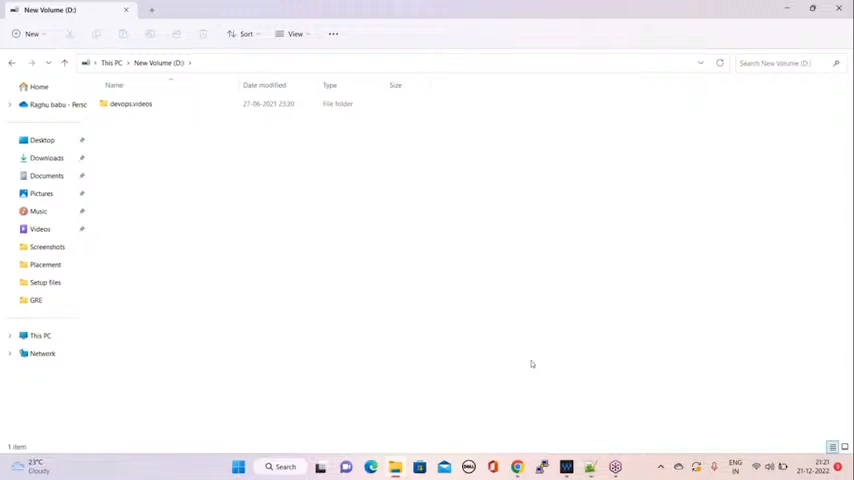 New Volume (D:)
New
Sort
View
This PC
New Volume (D:)
Search New Volume (D:)
Name
Date modified
Type
Size
devops.videos
27-06-2021 23:20
File folder
Home
Raghu babu - Persc
Desktop
Downloads
Documents
Pictures
Music
Videos
Screenshots
Placement
Setup files
GRE
This PC
Network
1 item
23°C
Cloudy
Search
DELL
W
ENG
IN
21:21
21-12-2022